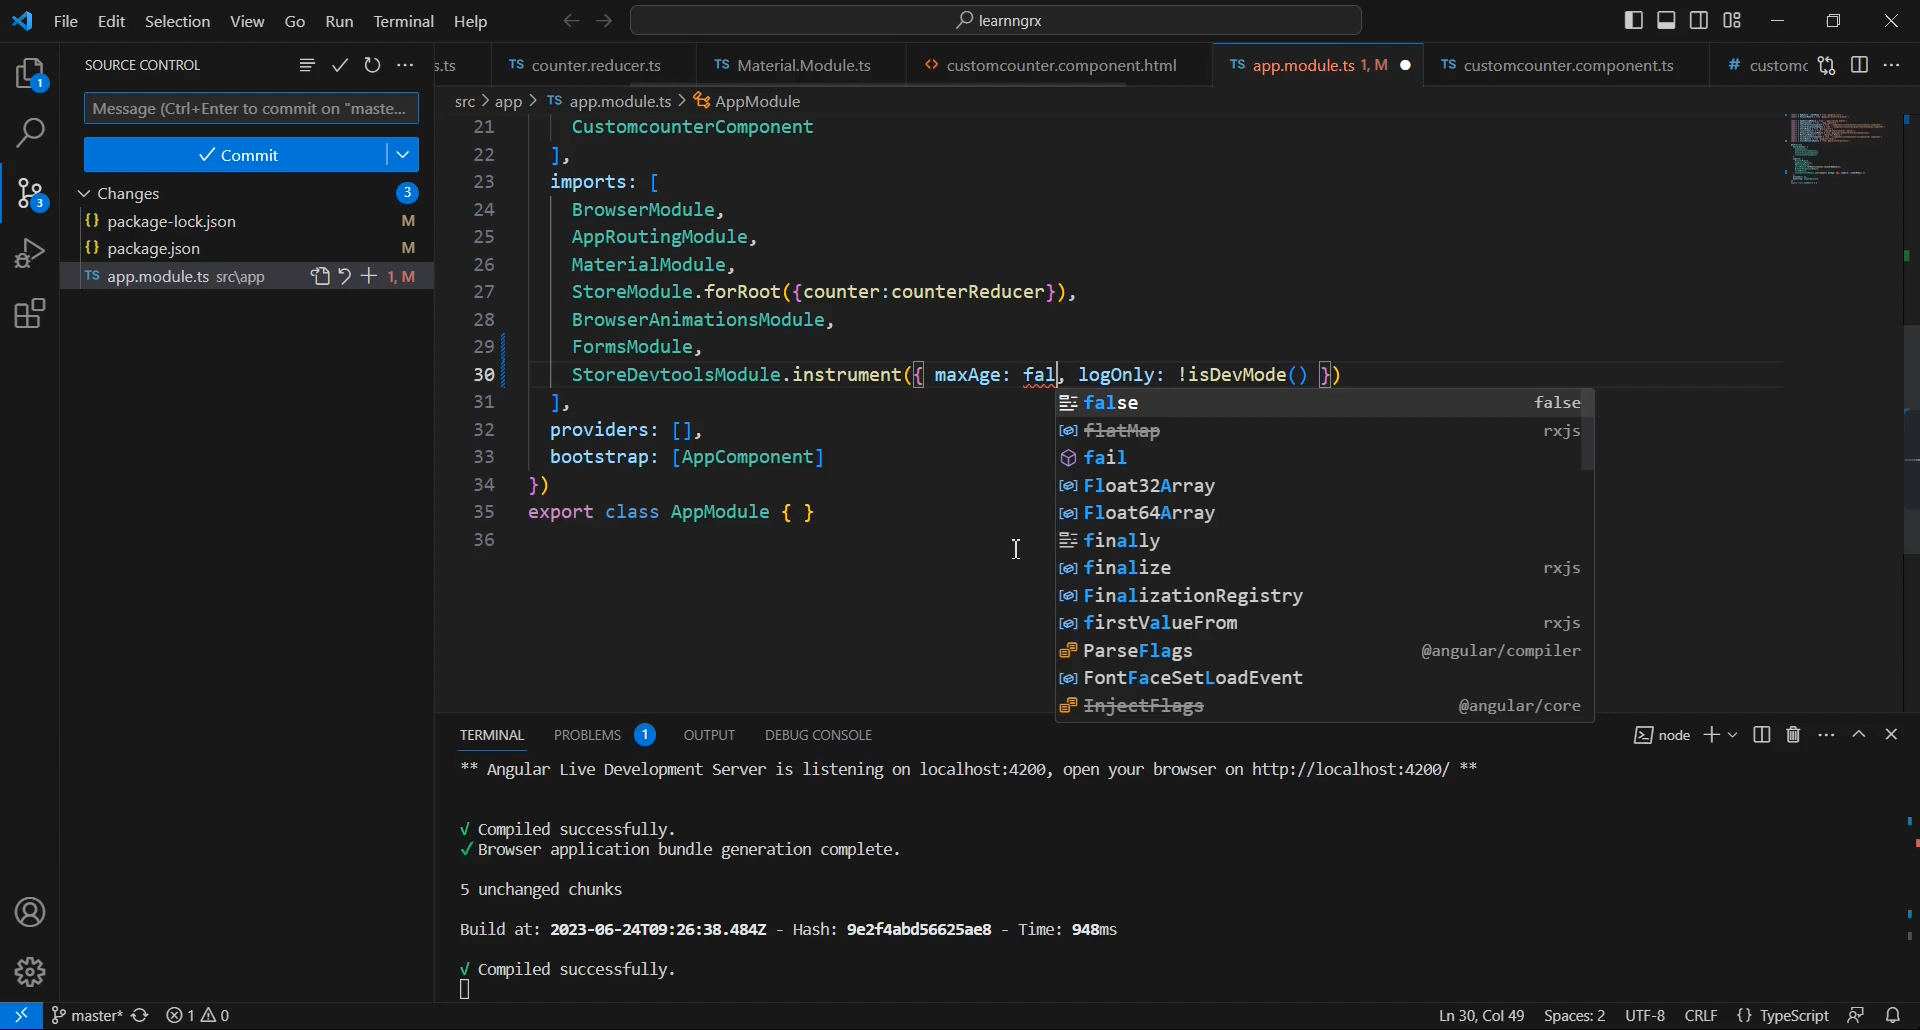 File Edit Selection View Go Run Terminal Help
learnngrx
SOURCE CONTROL
Message (Ctrl+Enter to commit on "maste...
Commit
Changes 3
{} package-lock.json M
{} package.json M
TS app.module.ts src\app 1, M
1
3
s.ts
TS counter.reducer.ts
TS Material.Module.ts
<> customcounter.component.html
TS app.module.ts 1, M
TS customcounter.component.ts
# customc
src > app > TS app.module.ts > AppModule
21 CustomcounterComponent
22 ],
23 imports: [
24 BrowserModule,
25 AppRoutingModule,
26 MaterialModule,
27 StoreModule.forRoot({counter:counterReducer}),
28 BrowserAnimationsModule,
29 FormsModule,
30 StoreDevtoolsModule.instrument({ maxAge: fal, logOnly: !isDevMode() })
31 ],
32 providers: [],
33 bootstrap: [AppComponent]
34 })
35 export class AppModule { }
36
false false
flatMap rxjs
fail
Float32Array
Float64Array
finally
finalize rxjs
FinalizationRegistry
firstValueFrom rxjs
ParseFlags @angular/compiler
FontFaceSetLoadEvent
InjectFlags @angular/core
TERMINAL PROBLEMS 1 OUTPUT DEBUG CONSOLE
node
** Angular Live Development Server is listening on localhost:4200, open your browser on http://localhost:4200/ **
√ Compiled successfully.
✓ Browser application bundle generation complete.
5 unchanged chunks
Build at: 2023-06-24T09:26:38.484Z - Hash: 9e2f4abd56625ae8 - Time: 948ms
√ Compiled successfully.
master* 1 0
Ln 30, Col 49 Spaces: 2 UTF-8 CRLF {} TypeScript